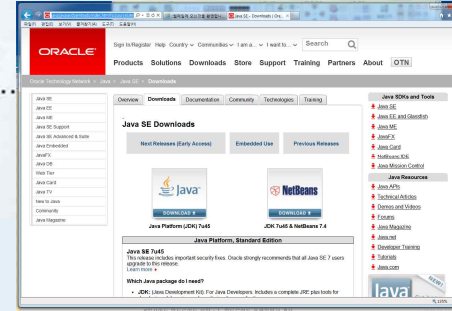 Java SE - Downloads | Ora...
ORACLE
Sign In/Register Help Country Communities I am a... I want to... Search
Products Solutions Downloads Store Support Training Partners About OTN
Oracle Technology Network > Java > Java SE > Downloads
Java SE
Java EE
Java ME
Java SE Support
Java SE Advanced & Suite
Java Embedded
JavaFX
Java DB
Web Tier
Java Card
Java TV
New to Java
Community
Java Magazine
Overview Downloads Documentation Community Technologies Training
Java SE Downloads
Next Releases (Early Access) Embedded Use Previous Releases
Java NetBeans
DOWNLOAD DOWNLOAD
Java Platform (JDK) 7u45 JDK 7u45 & NetBeans 7.4
Java Platform, Standard Edition
Java SE 7u45
This release includes important security fixes. Oracle strongly recommends that all Java SE 7 users
upgrade to this release.
Learn more
Which Java package do I need?
• JDK: (Java Development Kit). For Java Developers. Includes a complete JRE plus tools for
Java SDKs and Tools
Java SE
Java EE and Glassfish
Java ME
JavaFX
Java Card
NetBeans IDE
Java Mission Control
Java Resources
Java APIs
Technical Articles
Demos and Videos
Forums
Java Magazine
Java.net
Developer Training
Tutorials
Java.com
NEW!
Java
125%